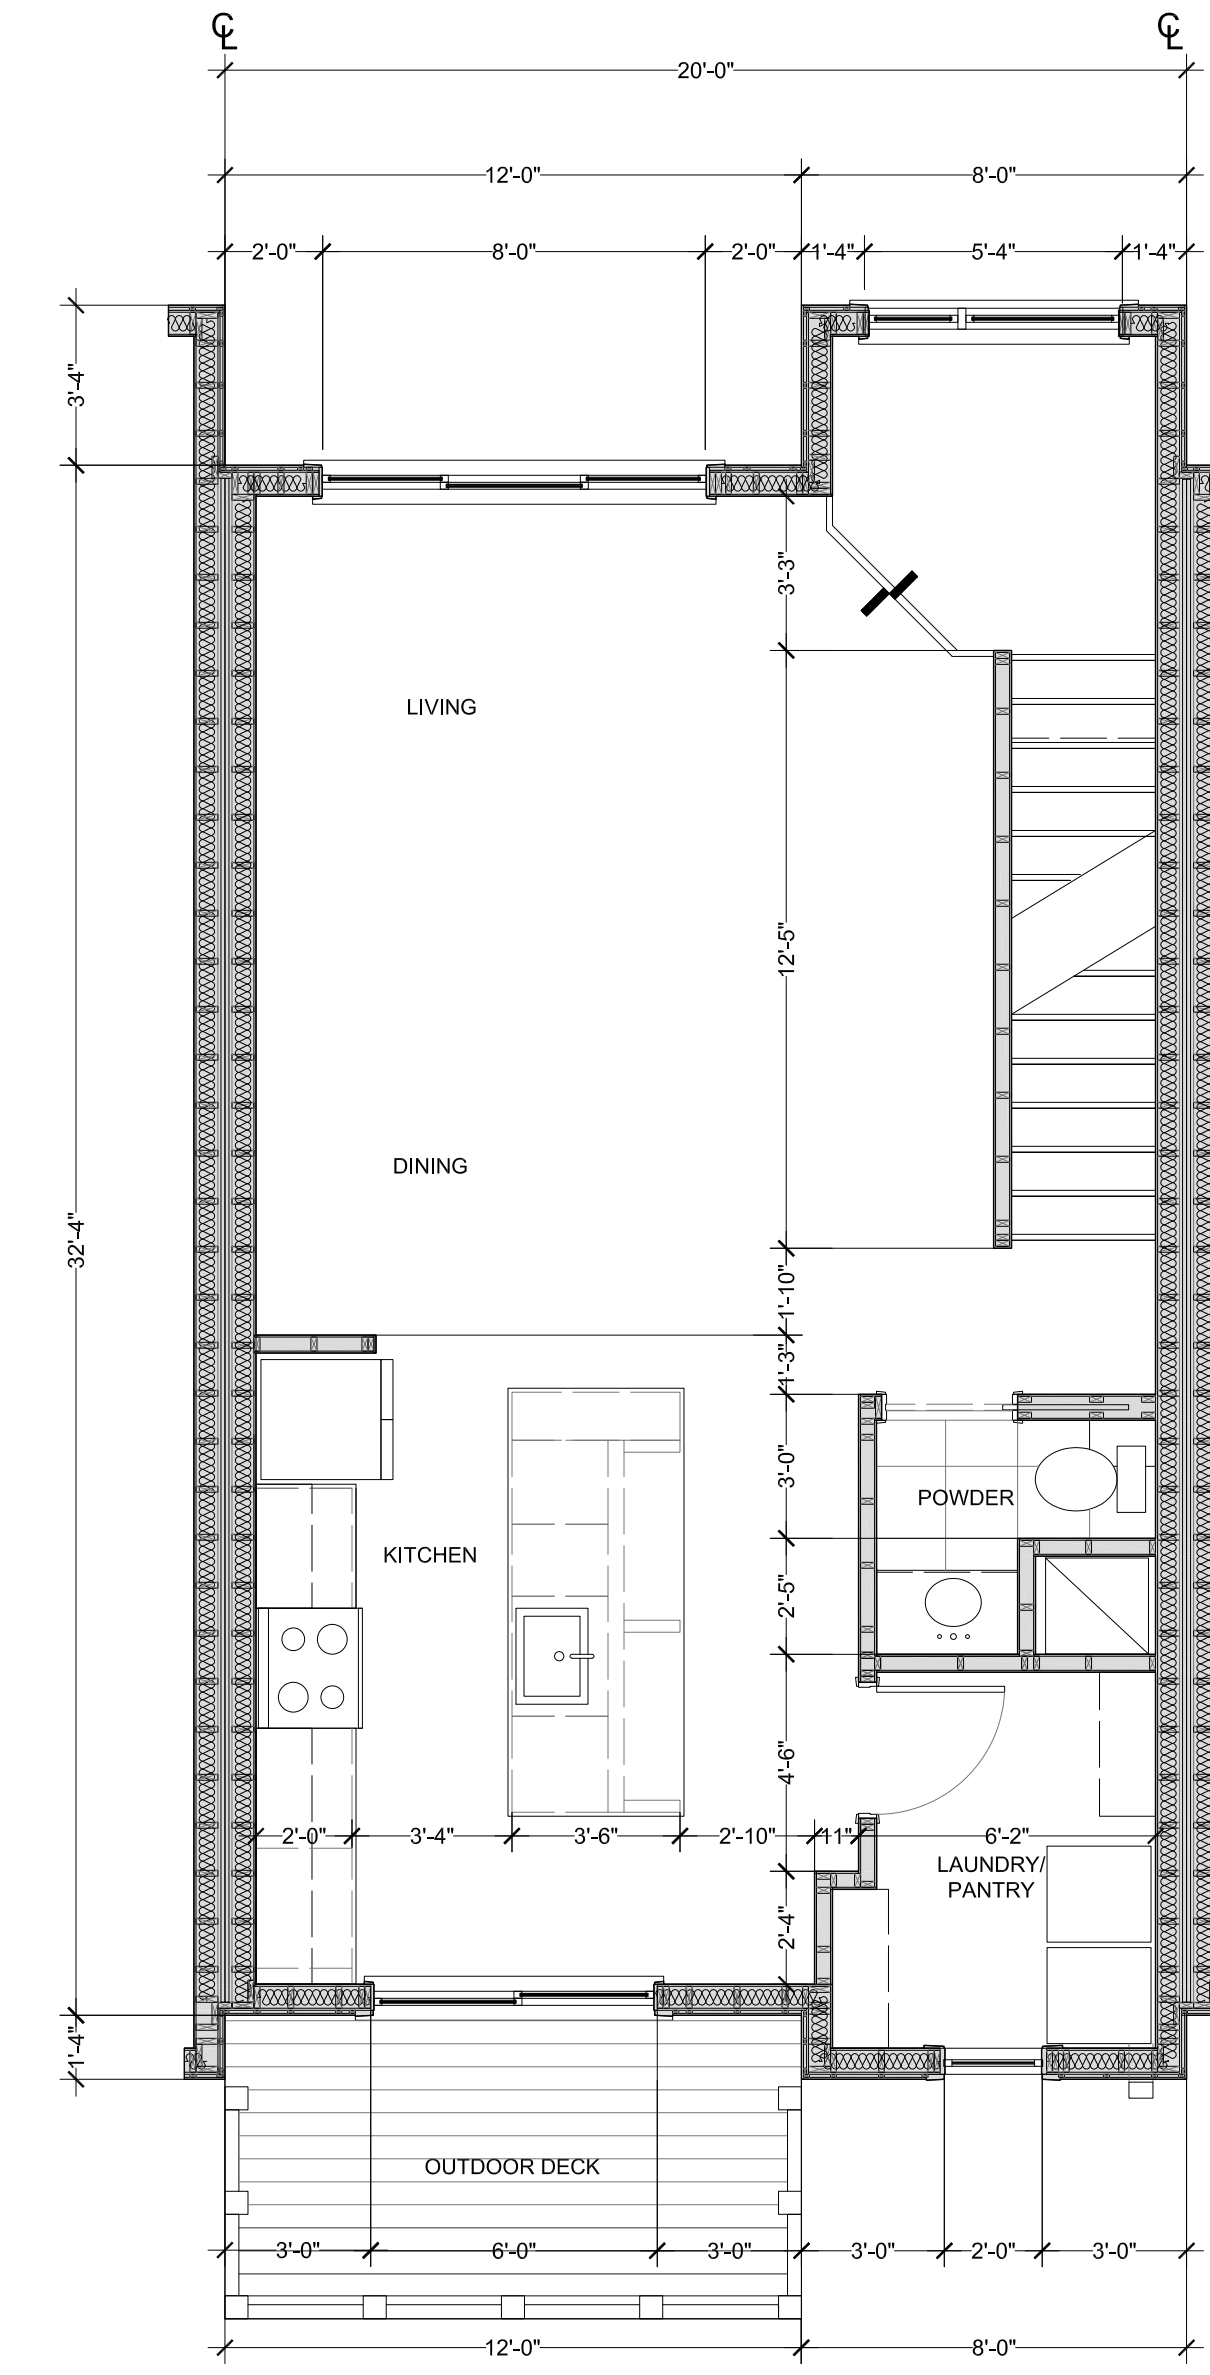 ℄ ℄
20'-0"
12'-0" 8'-0"
2'-0" 8'-0" 2'-0" 1'-4" 5'-4" 1'-4"
3'-4"
3'-3"
LIVING
12'-5"
DINING
32'-4"
1'-10"
1'-3"
3'-0"
POWDER
KITCHEN
2'-5"
4'-6"
2'-0" 3'-4" 3'-6" 2'-10" 11" 6'-2"
LAUNDRY/
PANTRY
2'-4"
1'-4"
OUTDOOR DECK
3'-0" 6'-0" 3'-0" 3'-0" 2'-0" 3'-0"
12'-0" 8'-0"